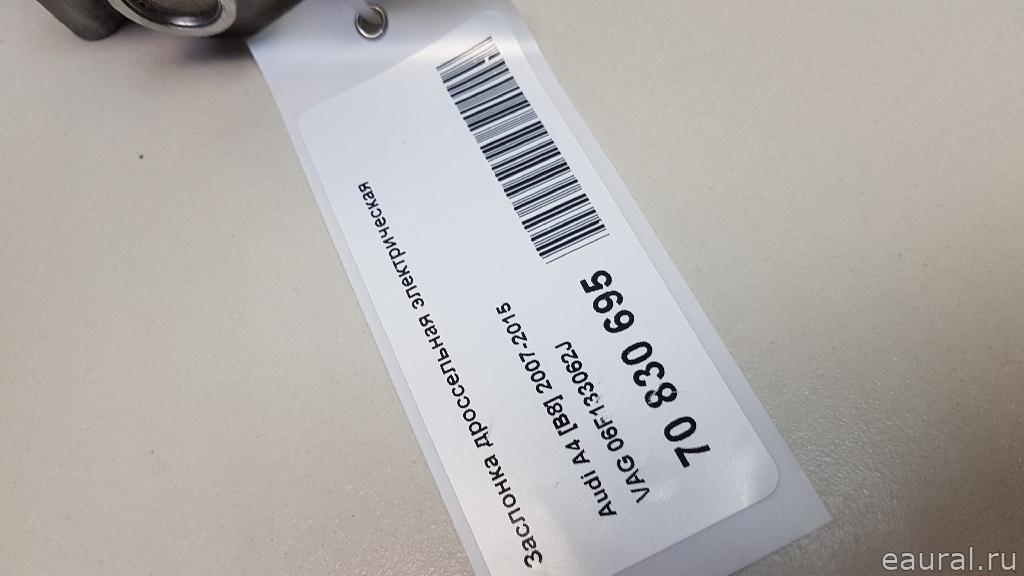 Заслонка дроссельная электрическая
Audi A4 [B8] 2007-2015
VAG 06F133062J
70 830 695
eaural.ru